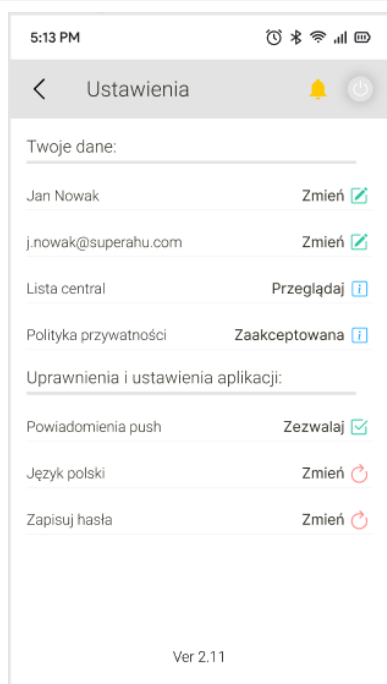 5:13 PM
Ustawienia
Twoje dane:
Jan Nowak Zmień
j.nowak@superahu.com Zmień
Lista central Przeglądaj
Polityka prywatności Zaakceptowana
Uprawnienia i ustawienia aplikacji:
Powiadomienia push Zezwalaj
Język polski Zmień
Zapisuj hasła Zmień
Ver 2.11